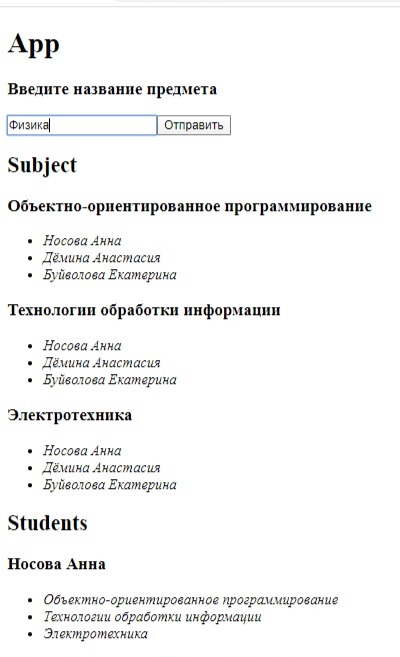 App
Введите название предмета
Физика Отправить
Subject
Объектно-ориентированное программирование
Носова Анна
Дёмина Анастасия
Буйволова Екатерина
Технологии обработки информации
Носова Анна
Дёмина Анастасия
Буйволова Екатерина
Электротехника
Носова Анна
Дёмина Анастасия
Буйволова Екатерина
Students
Носова Анна
Объектно-ориентированное программирование
Технологии обработки информации
Электротехника